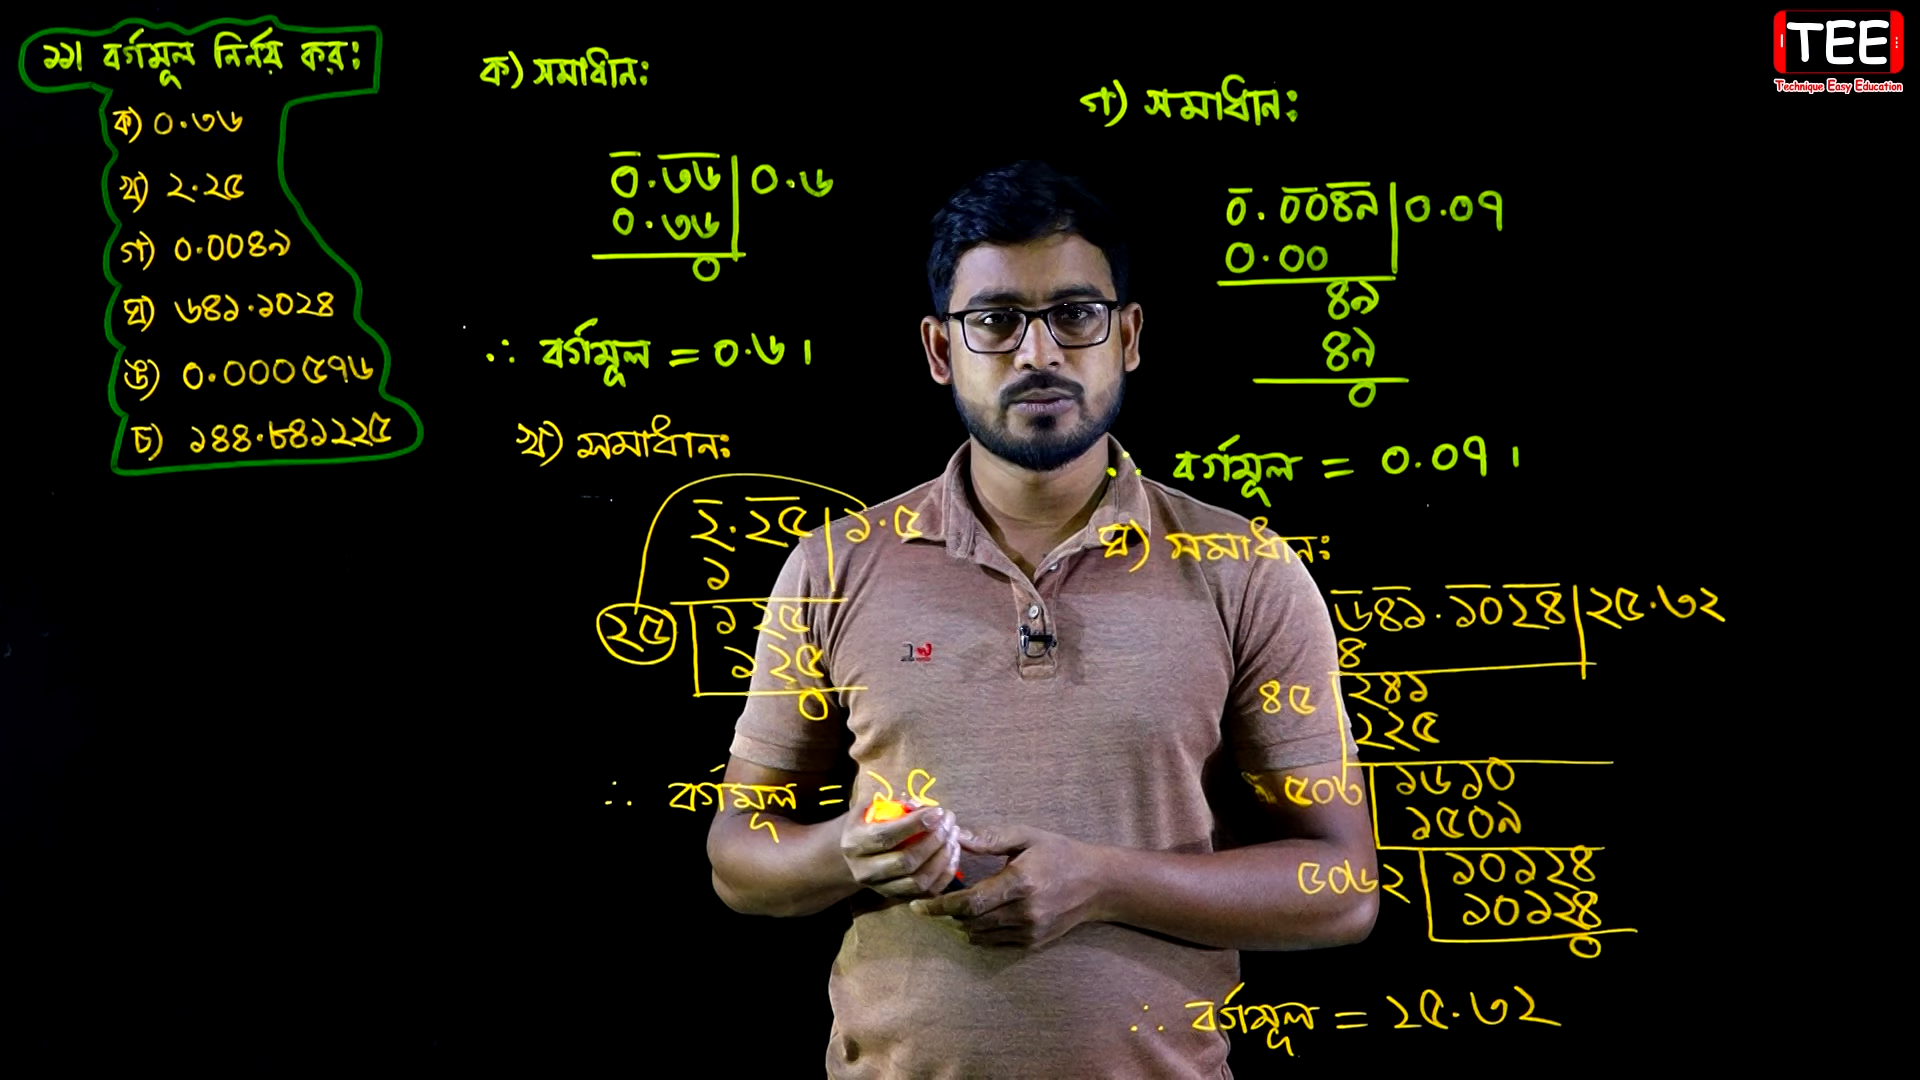 ১১। বর্গমূল নির্নয় কর:
ক) ০.৩৬
খ) ২.২৫
গ) ০.০০৪৯
ঘ) ৬৪১.১০২৪
ঙ) ০.০০০৫৭৬
চ) ১৪৪.৮৪১২২৫
ক) সমাধান:
০.৩৬ | ০.৬
০.৩৬
০
∴ বর্গমূল = ০.৬।
খ) সমাধান:
২.২৫ | ১.৫
১
২৫ | ১২৫
১২৫
০
∴ বর্গমূল = ১.৫
গ) সমাধান:
০.০০৪৯ | ০.০৭
০.০০
৪৯
৪৯
০
∴ বর্গমূল = ০.০৭।
ঘ) সমাধান:
৬৪১.১০২৪ | ২৫.৩২
৪
৪৫ | ২৪১
২২৫
৫০৩ | ১৬১০
১৫০৯
৫০৬২ | ১০১২৪
১০১২৪
০
∴ বর্গমূল = ২৫.৩২
TEE
Technique Easy Education